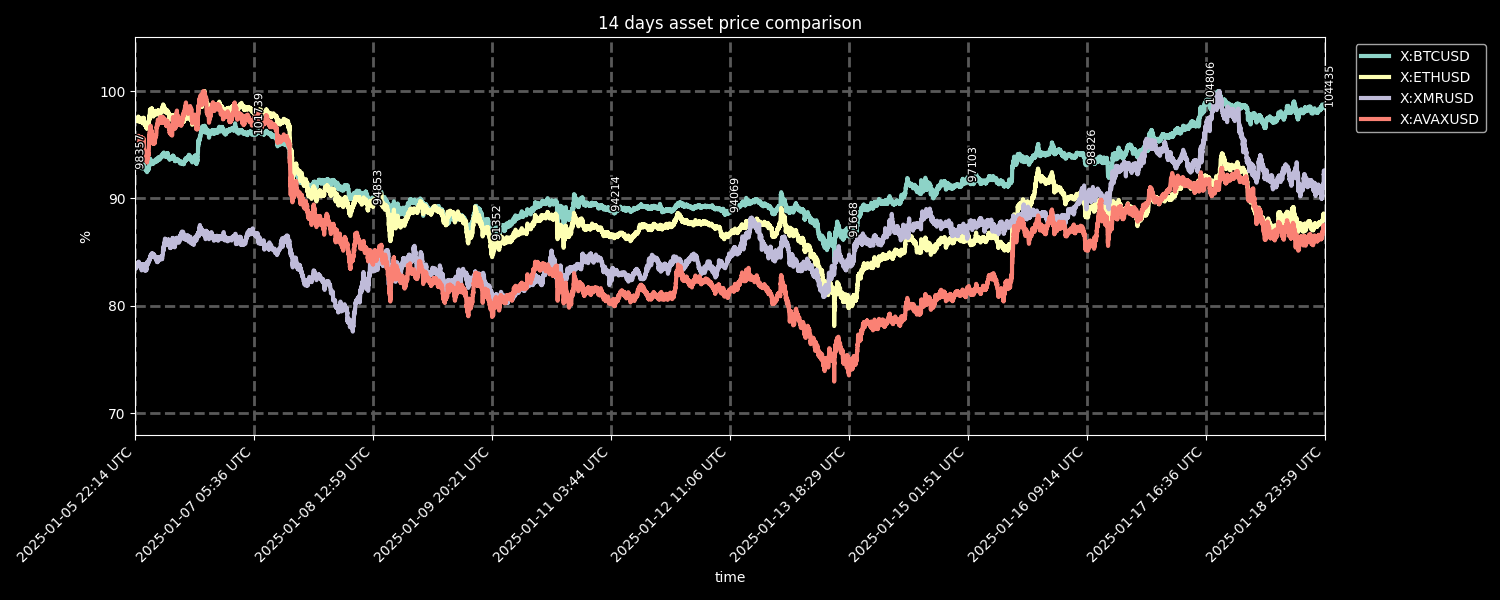 14 days asset price comparison
100
90
80
70
%
98357
101739
94853
91352
94214
94069
91668
97103
98826
104806
104435
X:BTCUSD
X:ETHUSD
X:XMRUSD
X:AVAXUSD
2025-01-05 22:14 UTC
2025-01-07 05:36 UTC
2025-01-08 12:59 UTC
2025-01-09 20:21 UTC
2025-01-11 03:44 UTC
2025-01-12 11:06 UTC
2025-01-13 18:29 UTC
2025-01-15 01:51 UTC
2025-01-16 09:14 UTC
2025-01-17 16:36 UTC
2025-01-18 23:59 UTC
time